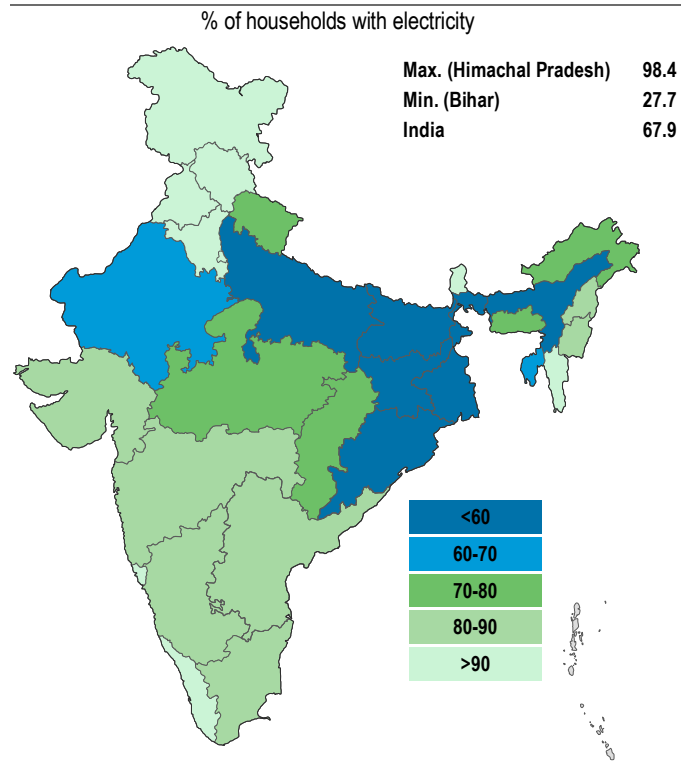 % of households with electricity
Max. (Himachal Pradesh) 98.4
Min. (Bihar) 27.7
India 67.9
<60
60-70
70-80
80-90
>90